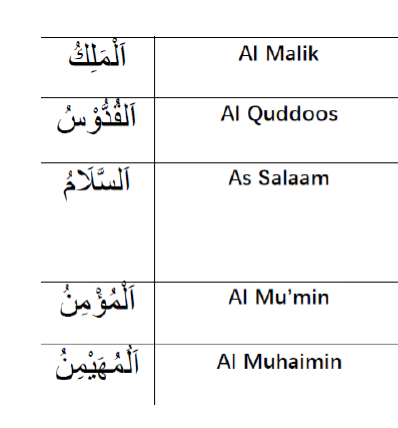 اَلْمَلِكُ Al Malik
اَلْقُدُّوْسُ Al Quddoos
اَلسَّلَامُ As Salaam
اَلْمُؤْمِنُ Al Mu’min
اَلْمُهَيْمِنُ Al Muhaimin